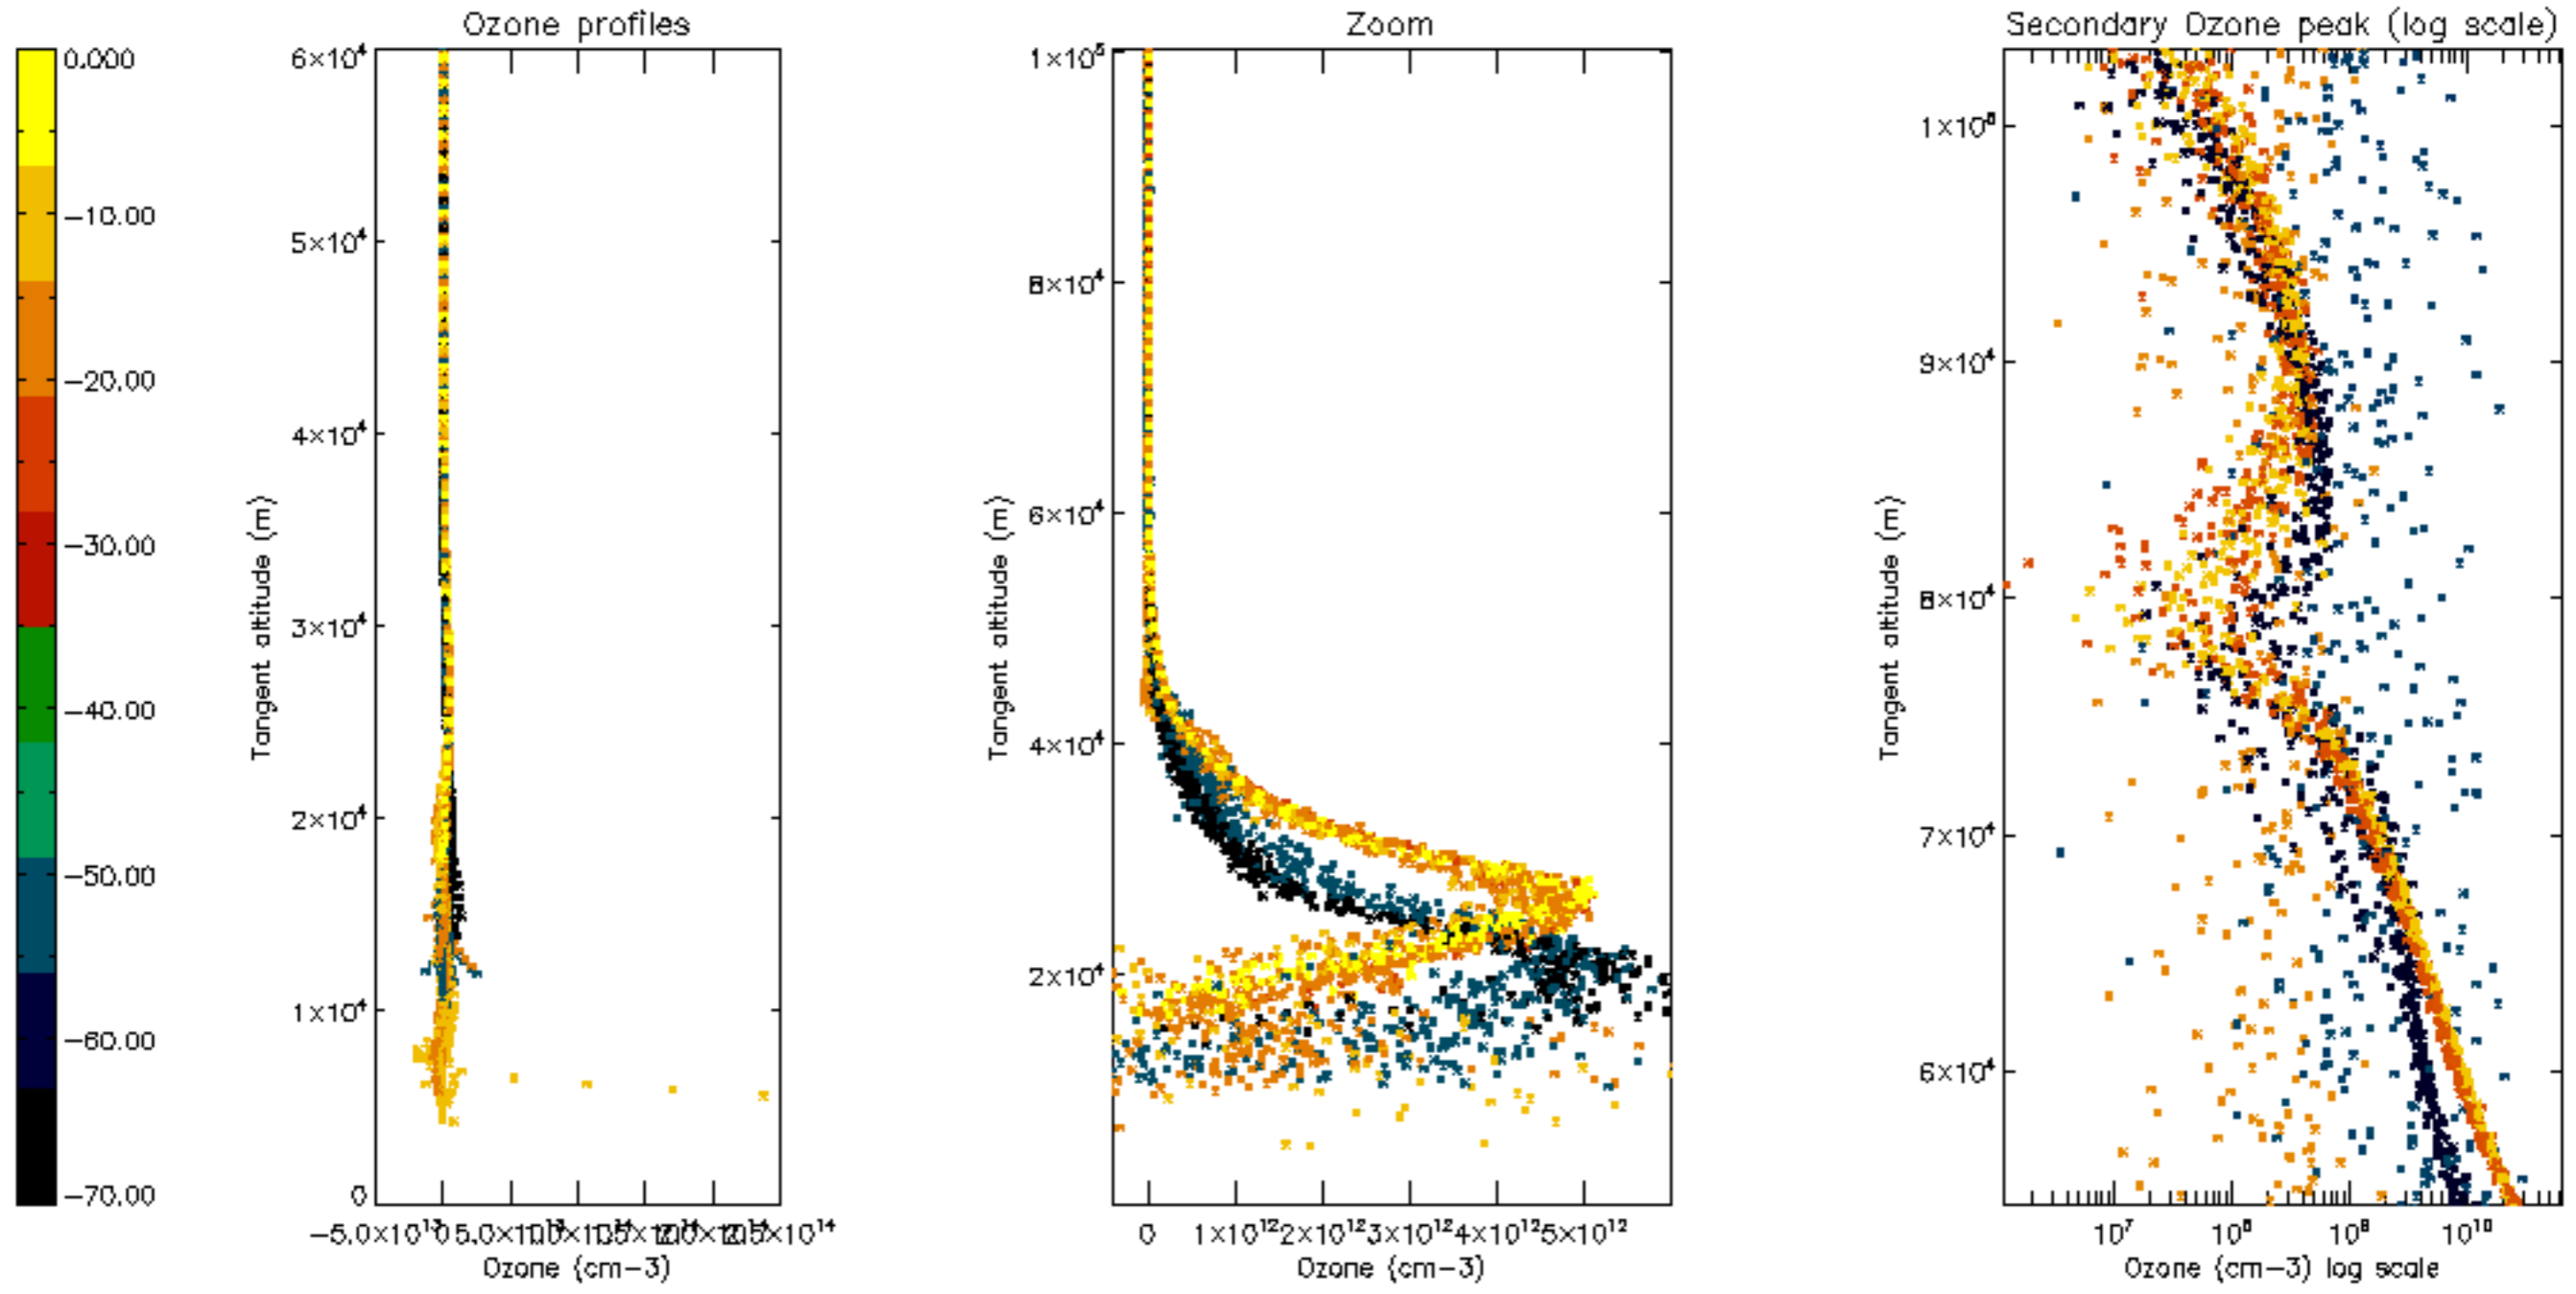 Ozone profiles
Zoom
Secondary Ozone peak (log scale)
0.000
-10.00
-20.00
-30.00
-40.00
-50.00
-60.00
-70.00
6×10⁴
5×10⁴
4×10⁴
3×10⁴
2×10⁴
1×10⁴
0
Tangent altitude (m)
-5.0×10¹³
Ozone (cm-3)
1×10⁵
8×10⁴
6×10⁴
4×10⁴
2×10⁴
Tangent altitude (m)
0 1×10¹² 2×10¹² 3×10¹² 4×10¹² 5×10¹²
Ozone (cm-3)
1×10⁵
9×10⁴
8×10⁴
7×10⁴
6×10⁴
Tangent altitude (m)
10⁷ 10⁸ 10⁹ 10¹⁰
Ozone (cm-3) log scale